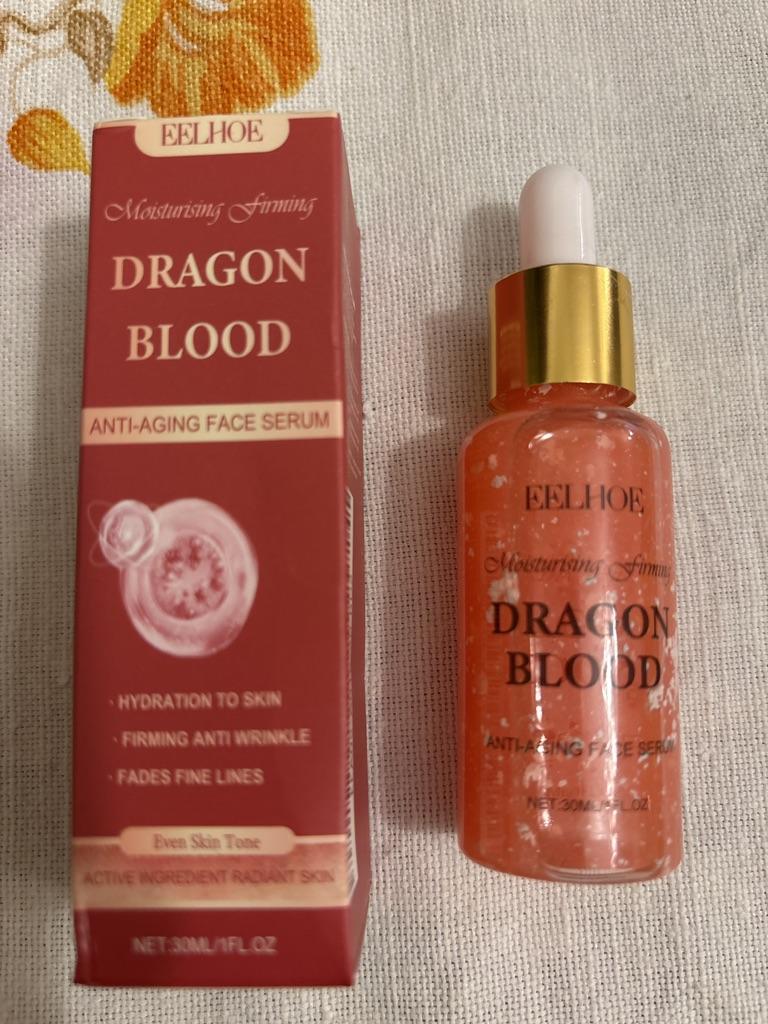 EELHOE
Moisturising Firming
DRAGON
BLOOD
ANTI-AGING FACE SERUM
· HYDRATION TO SKIN
· FIRMING ANTI WRINKLE
· FADES FINE LINES
Even Skin Tone
ACTIVE INGREDIENT RADIANT SKIN
NET:30ML/1FL.OZ
EELHOE
Moisturising Firming
DRAGON
BLOOD
ANTI-AGING FACE SERUM
NET:30ML/1FL.OZ